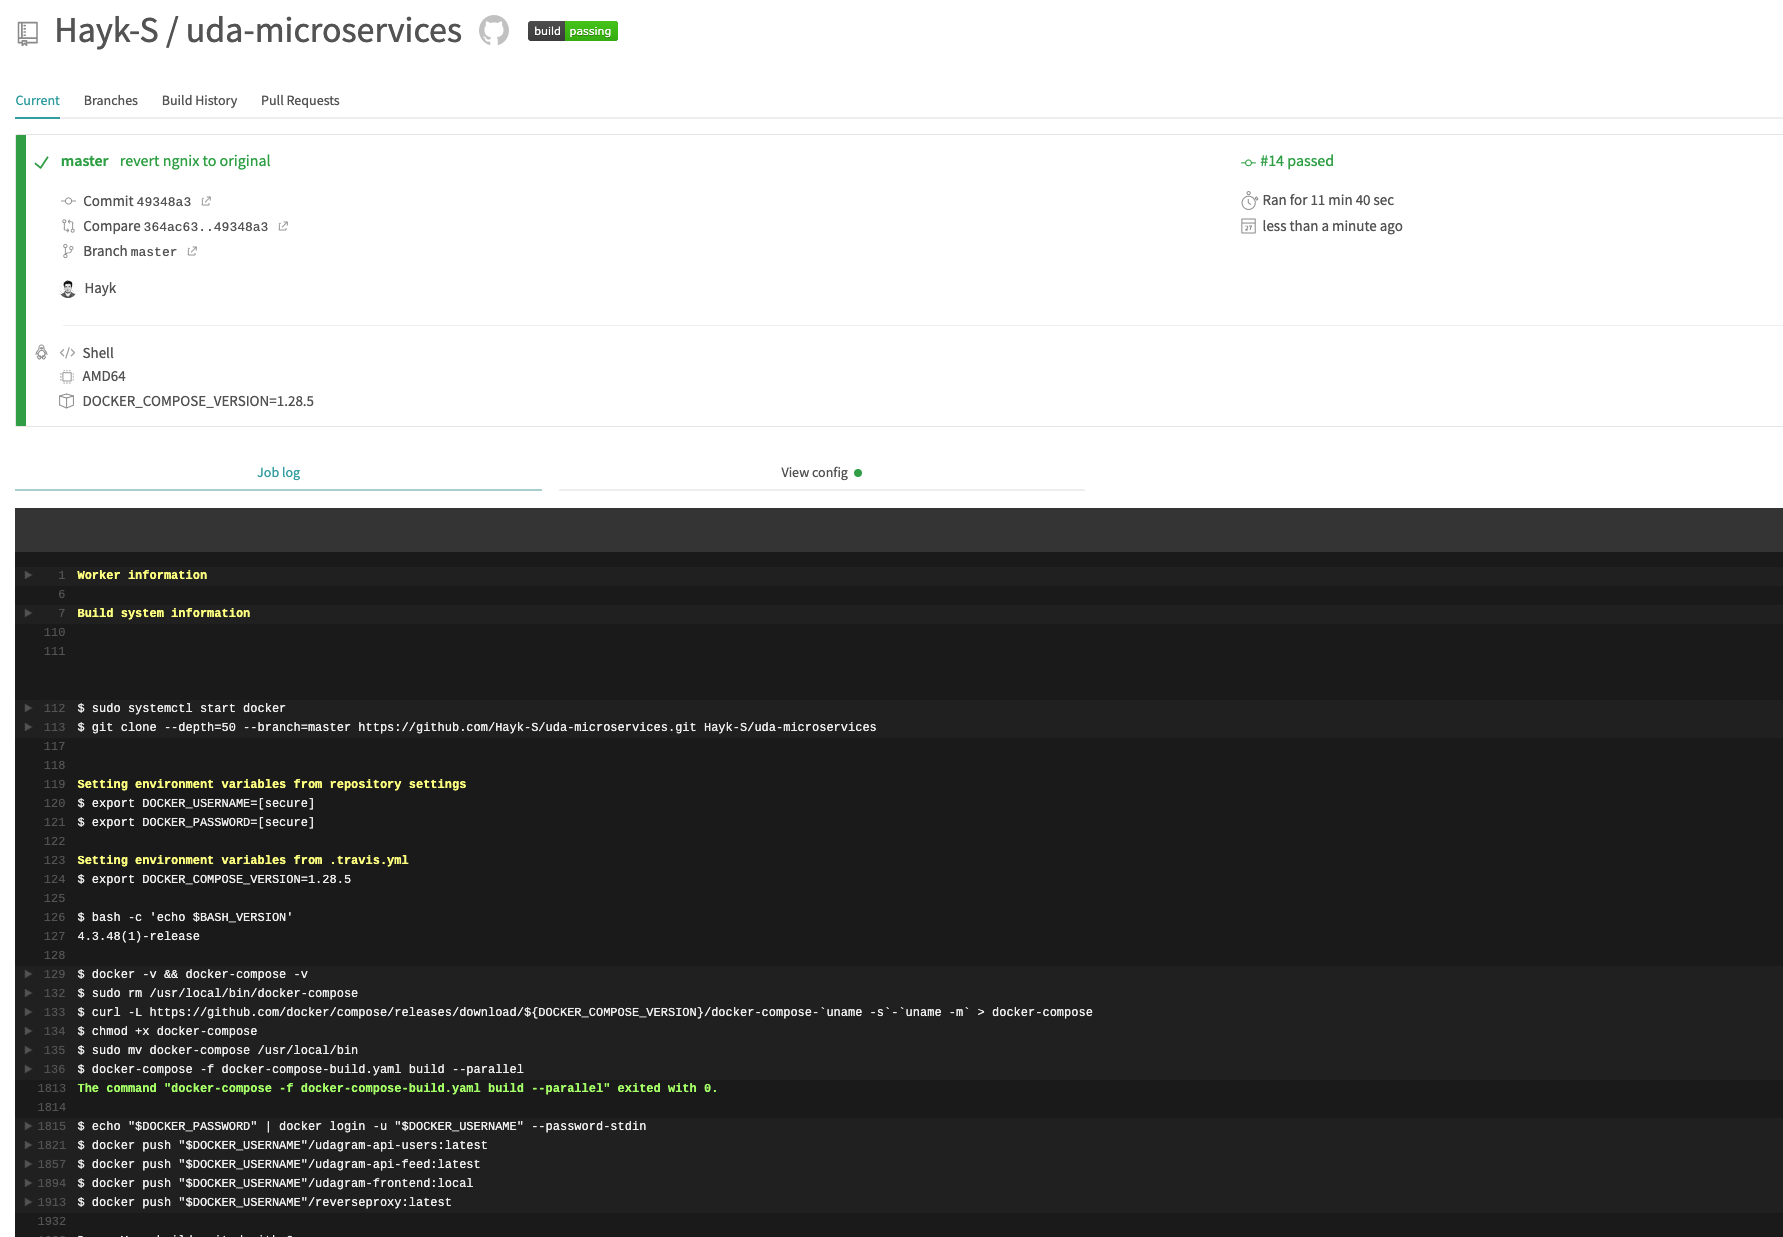 Hayk-S / uda-microservices build passing
Current Branches Build History Pull Requests
master revert ngnix to original
#14 passed
Commit 49348a3
Ran for 11 min 40 sec
Compare 364ac63..49348a3
less than a minute ago
Branch master
Hayk
Shell
AMD64
DOCKER_COMPOSE_VERSION=1.28.5
Job log View config
1 Worker information
6
7 Build system information
110
111
112 $ sudo systemctl start docker
113 $ git clone --depth=50 --branch=master https://github.com/Hayk-S/uda-microservices.git Hayk-S/uda-microservices
117
118
119 Setting environment variables from repository settings
120 $ export DOCKER_USERNAME=[secure]
121 $ export DOCKER_PASSWORD=[secure]
122
123 Setting environment variables from .travis.yml
124 $ export DOCKER_COMPOSE_VERSION=1.28.5
125
126 $ bash -c 'echo $BASH_VERSION'
127 4.3.48(1)-release
128
129 $ docker -v && docker-compose -v
132 $ sudo rm /usr/local/bin/docker-compose
133 $ curl -L https://github.com/docker/compose/releases/download/${DOCKER_COMPOSE_VERSION}/docker-compose-`uname -s`-`uname -m` > docker-compose
134 $ chmod +x docker-compose
135 $ sudo mv docker-compose /usr/local/bin
136 $ docker-compose -f docker-compose-build.yaml build --parallel
1813 The command "docker-compose -f docker-compose-build.yaml build --parallel" exited with 0.
1814
1815 $ echo "$DOCKER_PASSWORD" | docker login -u "$DOCKER_USERNAME" --password-stdin
1821 $ docker push "$DOCKER_USERNAME"/udagram-api-users:latest
1857 $ docker push "$DOCKER_USERNAME"/udagram-api-feed:latest
1894 $ docker push "$DOCKER_USERNAME"/udagram-frontend:local
1913 $ docker push "$DOCKER_USERNAME"/reverseproxy:latest
1932